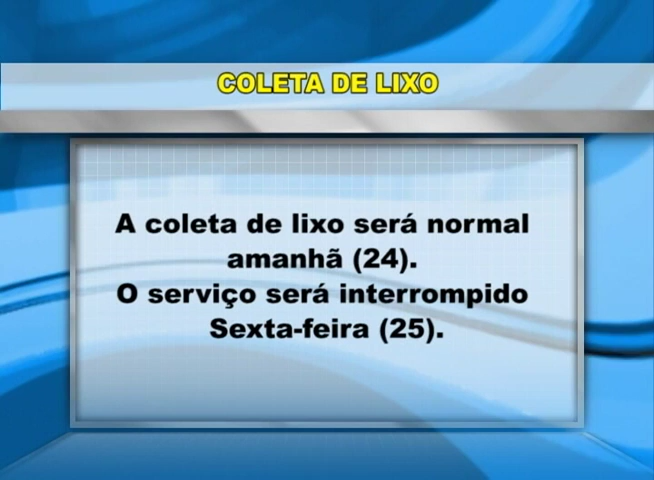 COLETA DE LIXO
A coleta de lixo será normal
amanhã (24).
O serviço será interrompido
Sexta-feira (25).